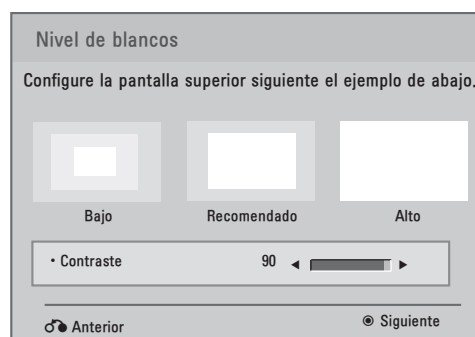 Nivel de blancos
Configure la pantalla superior siguiente el ejemplo de abajo.
Bajo Recomendado Alto
• Contraste 90 ◄ ►
Anterior ◉ Siguiente